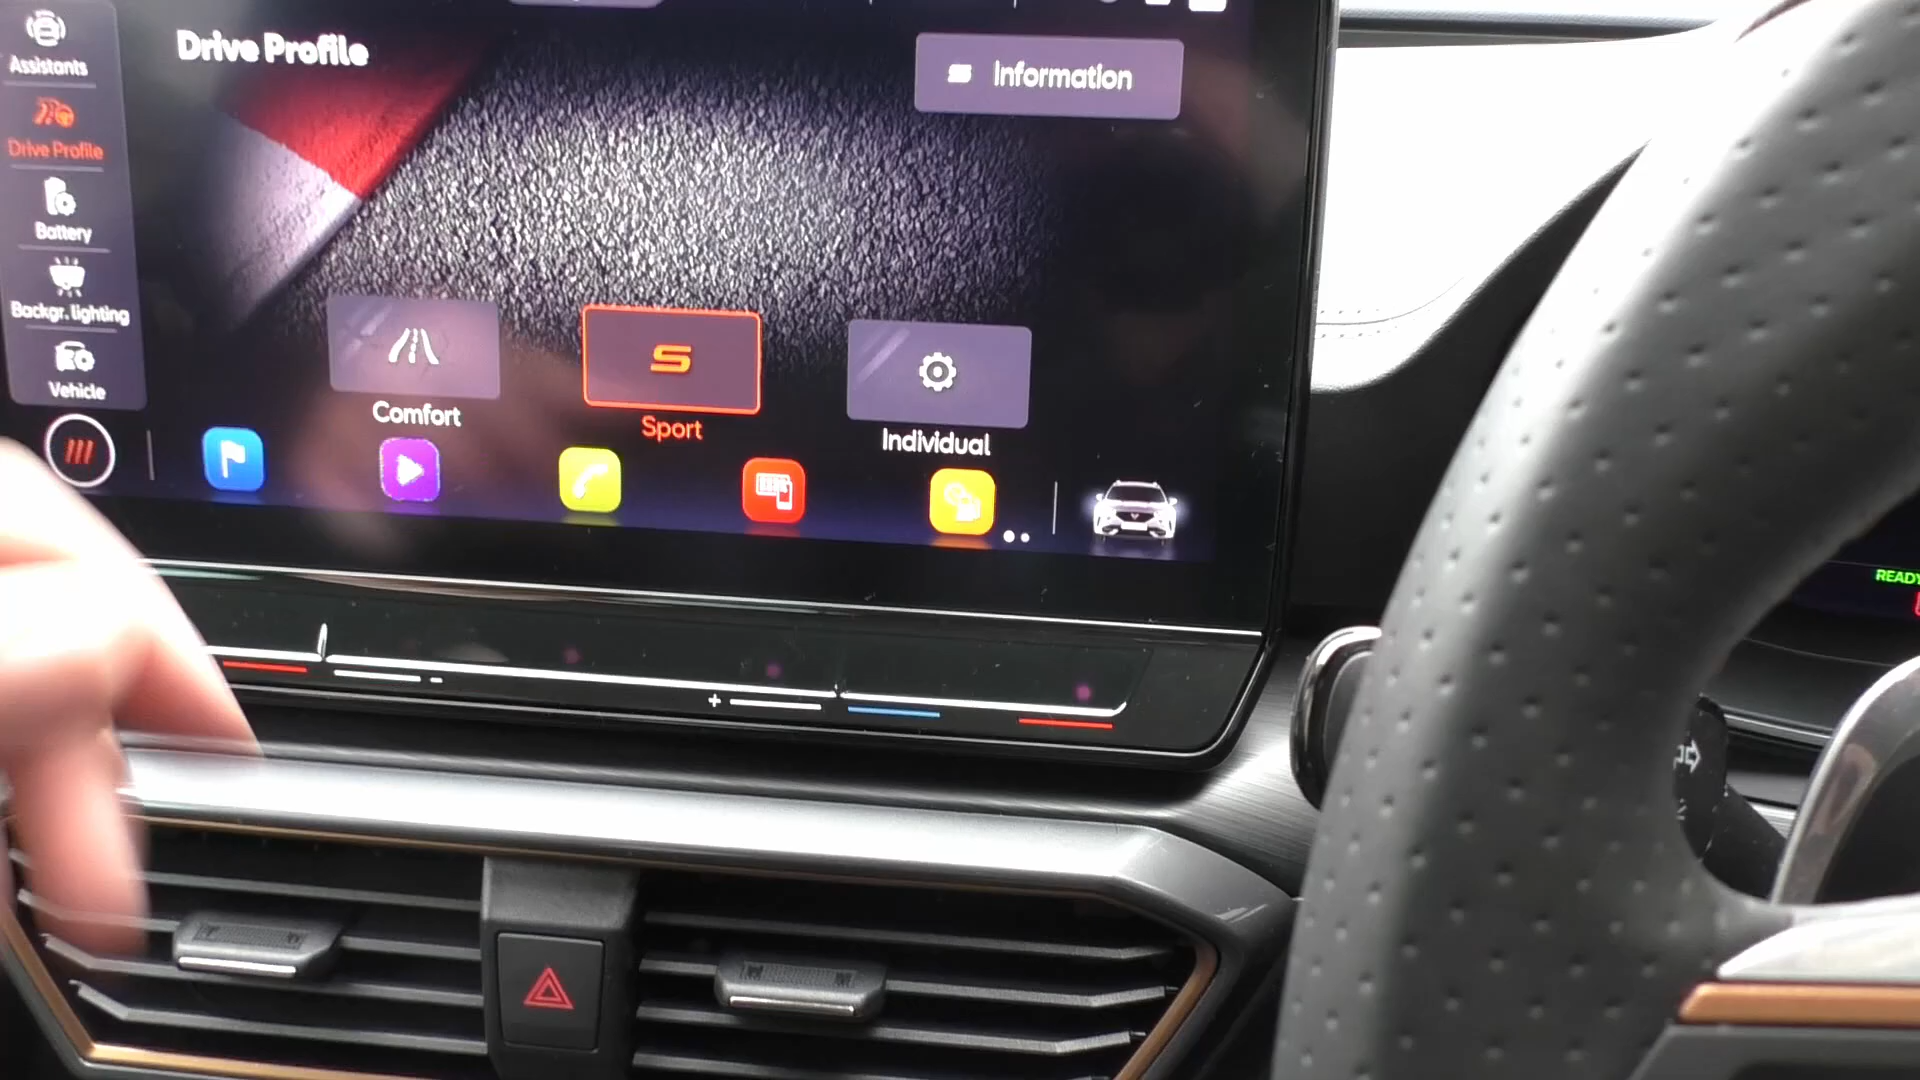 Assistants
Drive Profile
Battery
Backgr. lighting
Vehicle
Drive Profile
Information
Comfort
Sport
Individual
READY